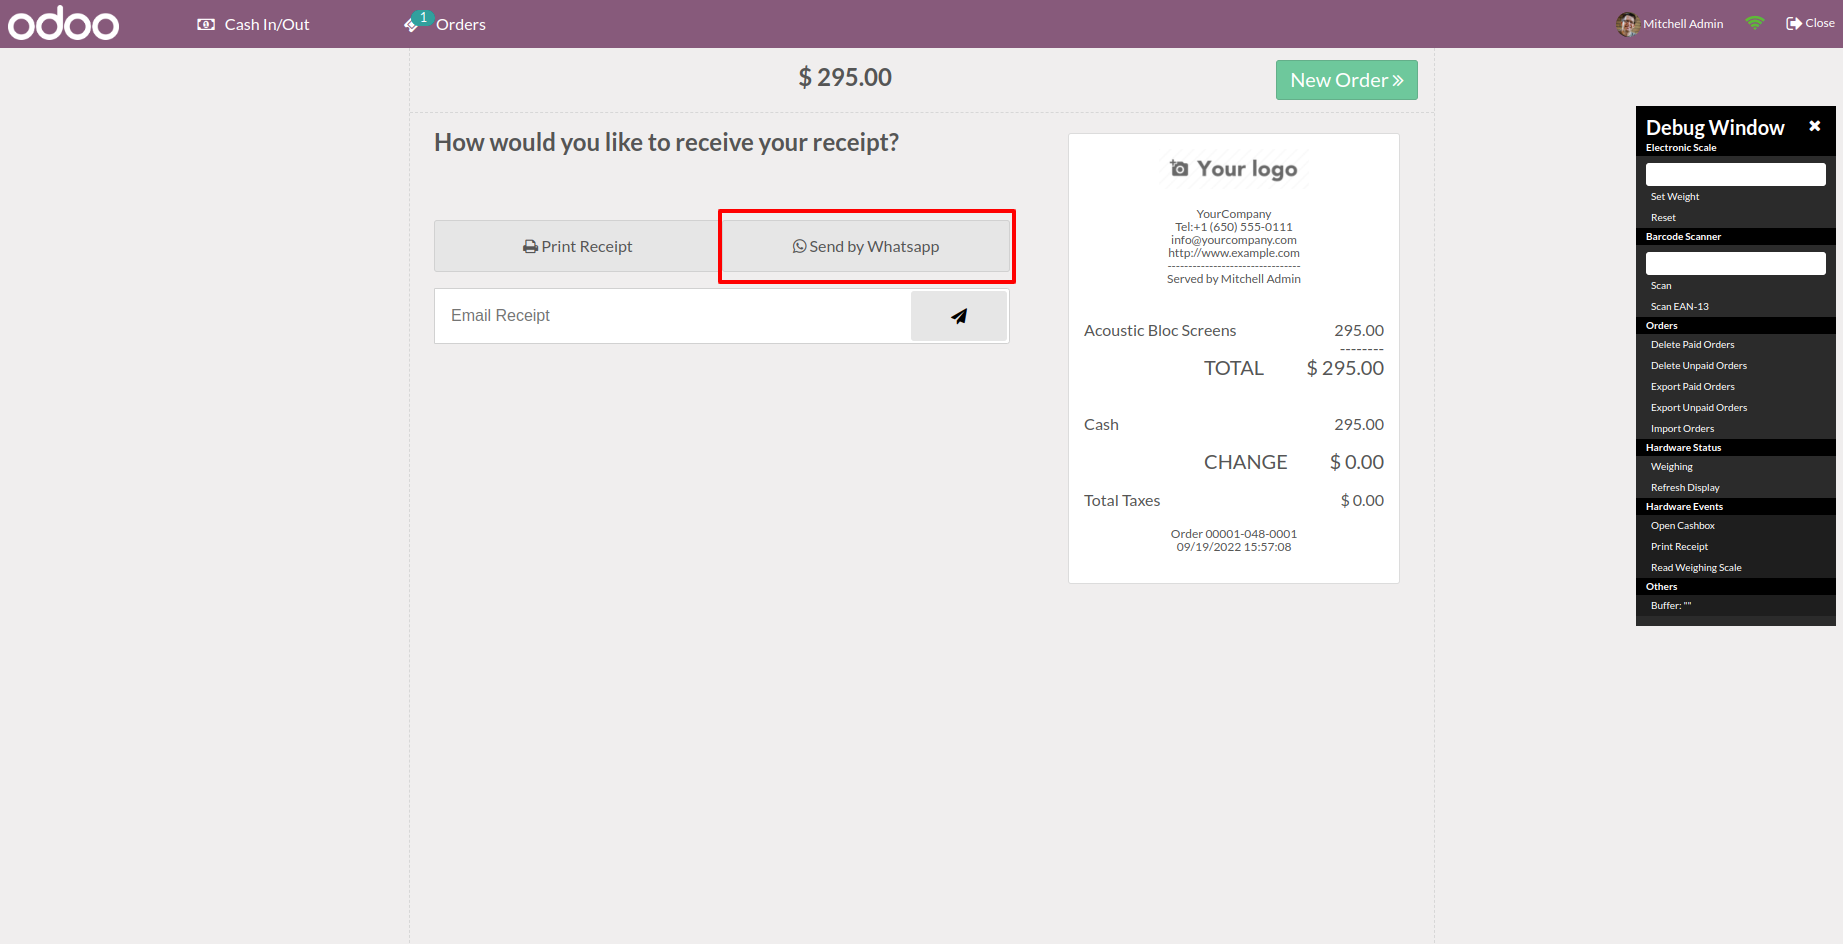 odoo
Cash In/Out
1
Orders
Mitchell Admin
Close
$ 295.00
New Order
How would you like to receive your receipt?
Print Receipt
Send by Whatsapp
Email Receipt
Your logo
YourCompany
Tel:+1 (650) 555-0111
info@yourcompany.com
http://www.example.com
--------------------------------
Served by Mitchell Admin
Acoustic Bloc Screens 295.00
--------
TOTAL $ 295.00
Cash 295.00
CHANGE $ 0.00
Total Taxes $ 0.00
Order 00001-048-0001
09/19/2022 15:57:08
Debug Window
Electronic Scale
Set Weight
Reset
Barcode Scanner
Scan
Scan EAN-13
Orders
Delete Paid Orders
Delete Unpaid Orders
Export Paid Orders
Export Unpaid Orders
Import Orders
Hardware Status
Weighing
Refresh Display
Hardware Events
Open Cashbox
Print Receipt
Read Weighing Scale
Others
Buffer: ""